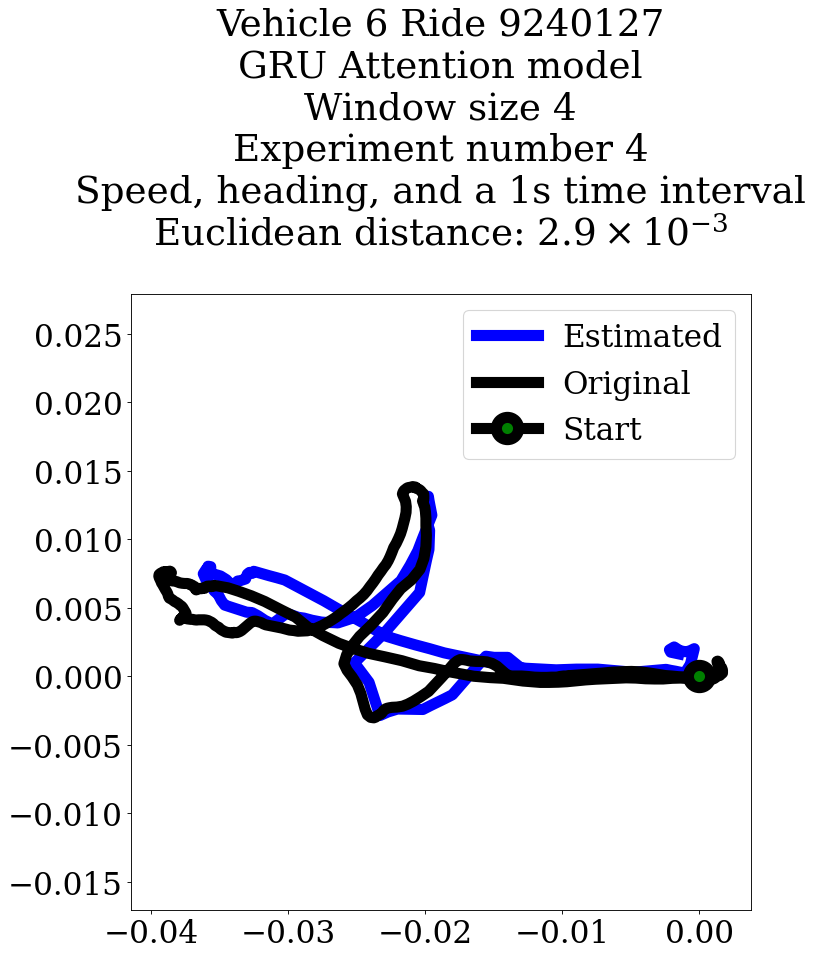 Vehicle 6 Ride 9240127
GRU Attention model
Window size 4
Experiment number 4
Speed, heading, and a 1s time interval
Euclidean distance: 2.9 × 10⁻³
Estimated
Original
Start
0.025
0.020
0.015
0.010
0.005
0.000
−0.005
−0.010
−0.015
−0.04 −0.03 −0.02 −0.01 0.00